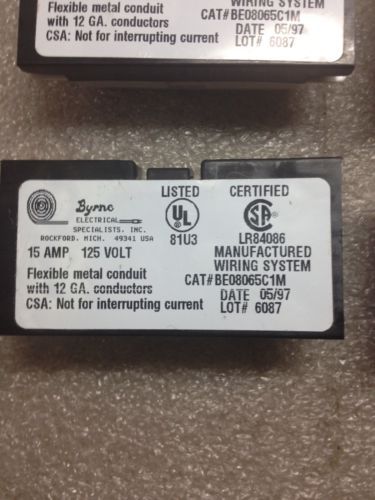 Flexible metal conduit
with 12 GA. conductors
CSA: Not for interrupting current
WIRING SYSTEM
CAT# BE08065C1M
DATE 05/97
LOT# 6087
Byrne
ELECTRICAL
SPECIALISTS, INC.
ROCKFORD, MICH. 49341 USA
15 AMP, 125 VOLT
Flexible metal conduit
with 12 GA. conductors
CSA: Not for interrupting current
LISTED
UL
81U3
CERTIFIED
SA
LR84086
MANUFACTURED
WIRING SYSTEM
CAT# BE08065C1M
DATE 05/97
LOT# 6087